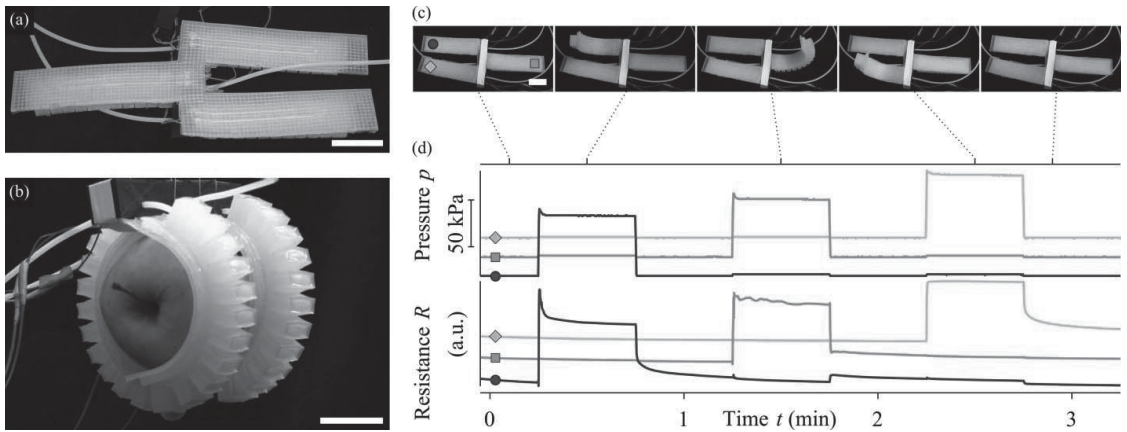 (a)
(b)
(c)
(d)
Pressure p
50 kPa
Resistance R
(a.u.)
0
1
Time t (min)
2
3